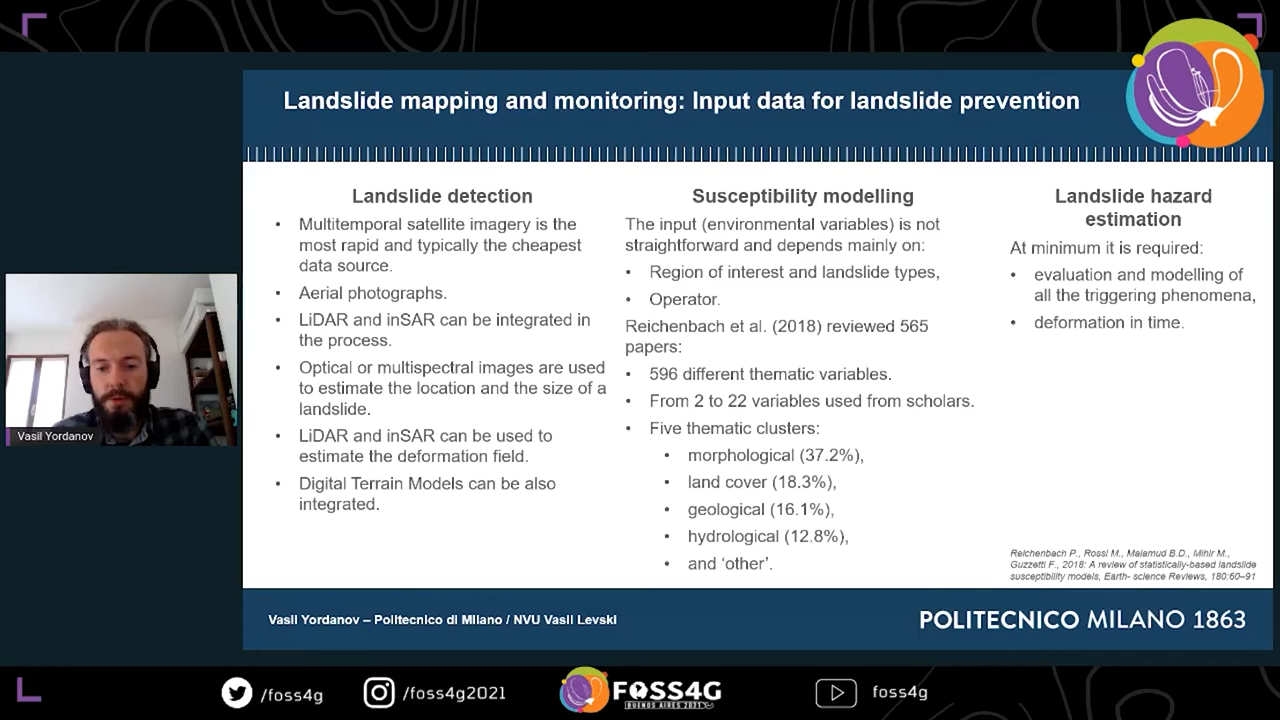 Landslide mapping and monitoring: Input data for landslide prevention
Landslide detection
• Multitemporal satellite imagery is the
most rapid and typically the cheapest
data source.
• Aerial photographs.
• LiDAR and inSAR can be integrated in
the process.
• Optical or multispectral images are used
to estimate the location and the size of a
landslide.
• LiDAR and inSAR can be used to
estimate the deformation field.
• Digital Terrain Models can be also
integrated.
Susceptibility modelling
The input (environmental variables) is not
straightforward and depends mainly on:
• Region of interest and landslide types,
• Operator.
Reichenbach et al. (2018) reviewed 565
papers:
• 596 different thematic variables.
• From 2 to 22 variables used from scholars.
• Five thematic clusters:
• morphological (37.2%),
• land cover (18.3%),
• geological (16.1%),
• hydrological (12.8%),
• and ‘other’.
Landslide hazard
estimation
At minimum it is required:
• evaluation and modelling of
all the triggering phenomena,
• deformation in time.
Reichenbach P., Rossi M., Malamud B.D., Mihir M.,
Guzzetti F., 2018: A review of statistically-based landslide
susceptibility models, Earth- science Reviews, 180:60–91
Vasil Yordanov
Vasil Yordanov – Politecnico di Milano / NVU Vasil Levski
POLITECNICO MILANO 1863
/foss4g
/foss4g2021
FOSS4G
BUENOS AIRES 2021
foss4g